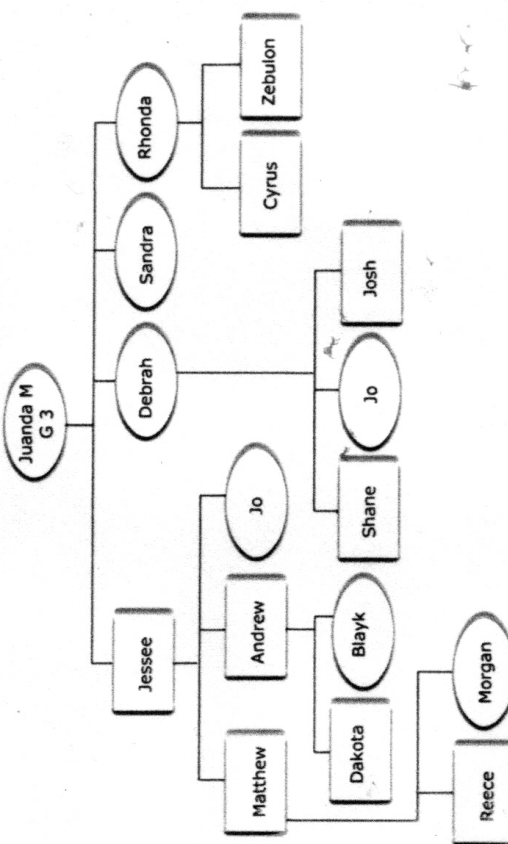 Juanda M
G 3
Jessee
Debrah
Sandra
Rhonda
Matthew
Andrew
Jo
Cyrus
Zebulon
Dakota
Blayk
Shane
Jo
Josh
Reece
Morgan